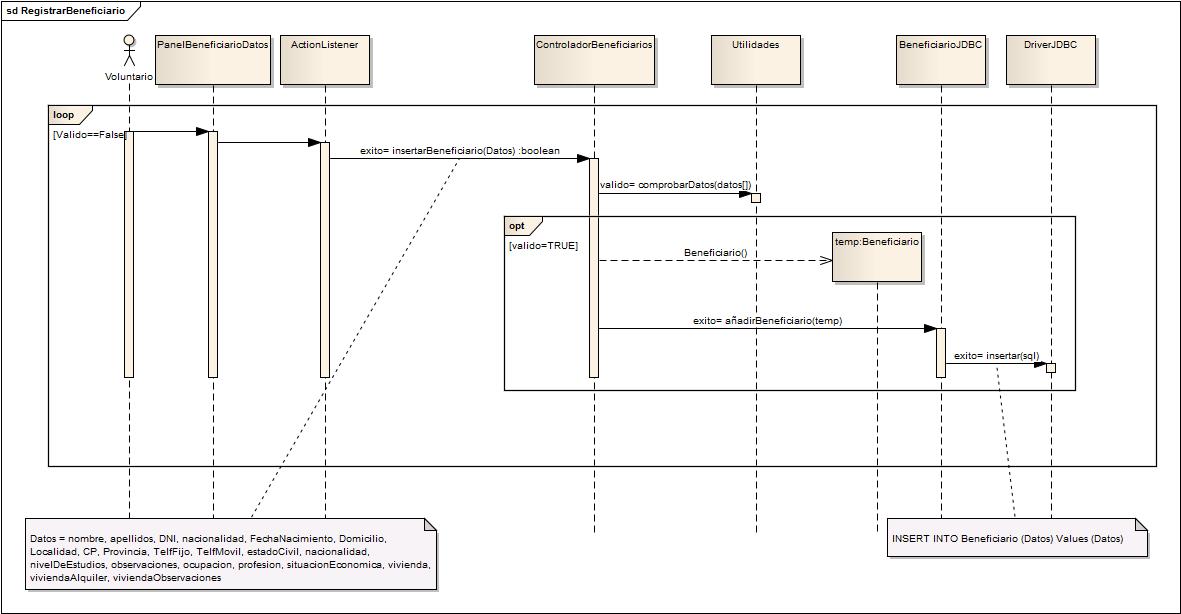 sd RegistrarBeneficiario
Voluntario
PanelBeneficiarioDatos
ActionListener
ControladorBeneficiarios
Utilidades
BeneficiarioJDBC
DriverJDBC
loop
[Valido==False]
exito= insertarBeneficiario(Datos) :boolean
valido= comprobarDatos(datos[])
opt
[valido=TRUE]
Beneficiario()
temp:Beneficiario
exito= añadirBeneficiario(temp)
exito= insertar(sql)
Datos = nombre, apellidos, DNI, nacionalidad, FechaNacimiento, Domicilio,
Localidad, CP, Provincia, TelfFijo, TelfMovil, estadoCivil, nacionalidad,
nivelDeEstudios, observaciones, ocupacion, profesion, situacionEconomica, vivienda,
viviendaAlquiler, viviendaObservaciones
INSERT INTO Beneficiario (Datos) Values (Datos)